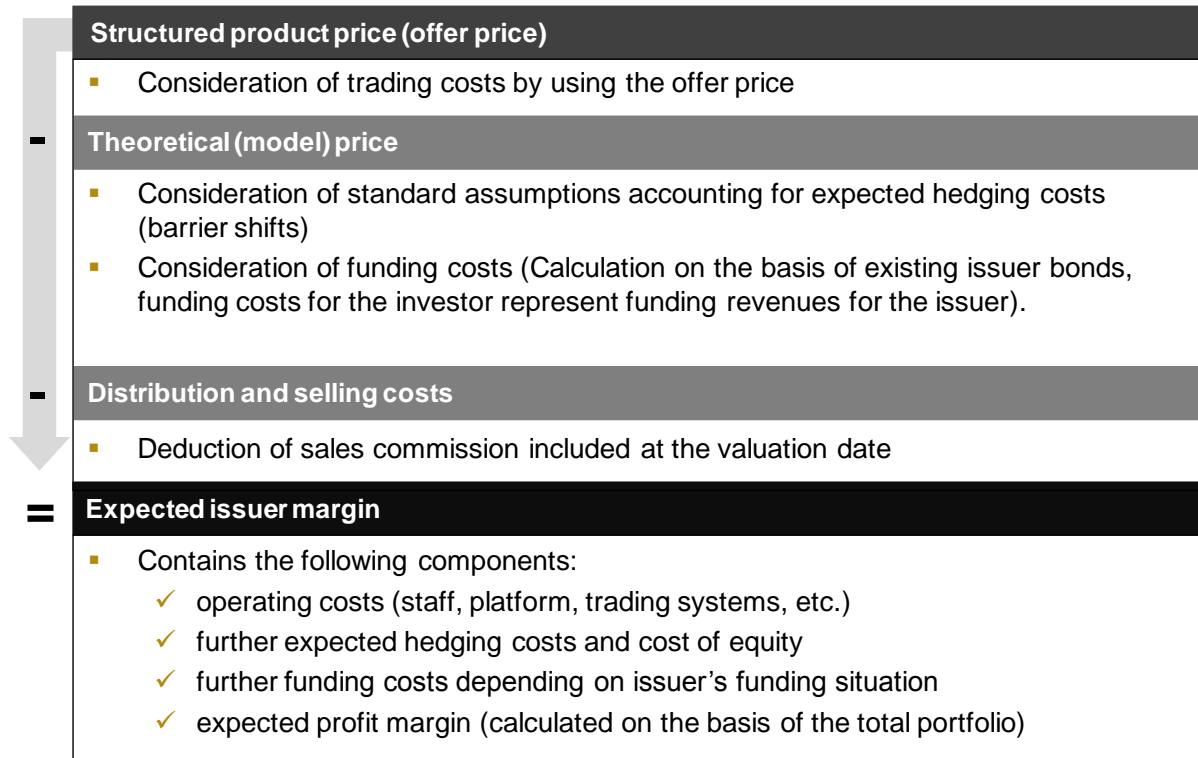 Structured product price (offer price)
▪ Consideration of trading costs by using the offer price
-
Theoretical (model) price
▪ Consideration of standard assumptions accounting for expected hedging costs
(barrier shifts)
▪ Consideration of funding costs (Calculation on the basis of existing issuer bonds,
funding costs for the investor represent funding revenues for the issuer).
-
Distribution and selling costs
▪ Deduction of sales commission included at the valuation date
=
Expected issuer margin
▪ Contains the following components:
✓ operating costs (staff, platform, trading systems, etc.)
✓ further expected hedging costs and cost of equity
✓ further funding costs depending on issuer's funding situation
✓ expected profit margin (calculated on the basis of the total portfolio)